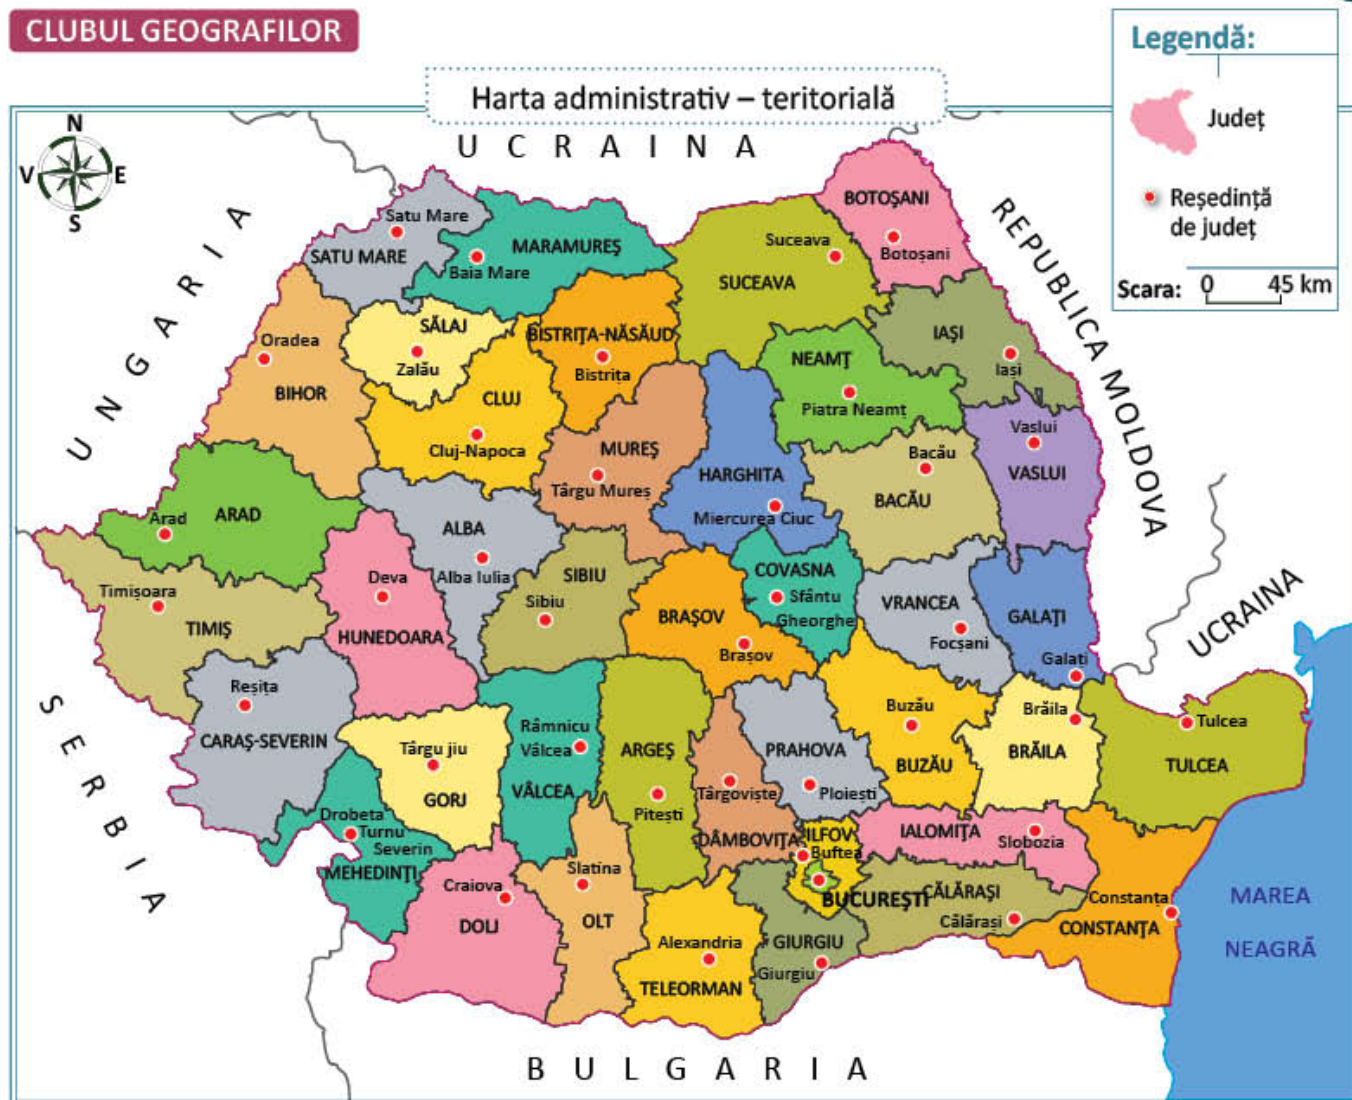 CLUBUL GEOGRAFILOR
Legendă:
Județ
Reședință
de județ
Scara: 0 45 km
Harta administrativ – teritorială
N
V E
S
UCRAINA
UNGARIA
REPUBLICA MOLDOVA
UCRAINA
SERBIA
BULGARIA
MAREA
NEAGRĂ
Satu Mare
SATU MARE
MARAMUREȘ
Baia Mare
SUCEAVA
Suceava
BOTOȘANI
Botoșani
Oradea
BIHOR
SĂLAJ
Zalău
BISTRIȚA-NĂSĂUD
Bistrița
CLUJ
Cluj-Napoca
NEAMȚ
Piatra Neamț
IAȘI
Iași
MUREȘ
Târgu Mureș
HARGHITA
Miercurea Ciuc
Bacău
BACĂU
Vaslui
VASLUI
Arad
ARAD
ALBA
Alba Iulia
Deva
HUNEDOARA
SIBIU
Sibiu
BRAȘOV
Brașov
COVASNA
Sfântu
Gheorghe
VRANCEA
Focșani
GALAȚI
Galați
Timișoara
TIMIȘ
Reșița
CARAȘ-SEVERIN
Târgu jiu
GORJ
Râmnicu
Vâlcea
VÂLCEA
ARGEȘ
Pitești
Târgoviște
DÂMBOVIȚA
PRAHOVA
Ploiești
Buzău
BUZĂU
Brăila
BRĂILA
Tulcea
TULCEA
Drobeta
Turnu
Severin
MEHEDINȚI
Craiova
DOLJ
Slatina
OLT
Alexandria
TELEORMAN
ILFOV
Buftea
BUCUREȘTI
GIURGIU
Giurgiu
IALOMIȚA
Slobozia
CĂLĂRAȘI
Călărași
Constanța
CONSTANȚA